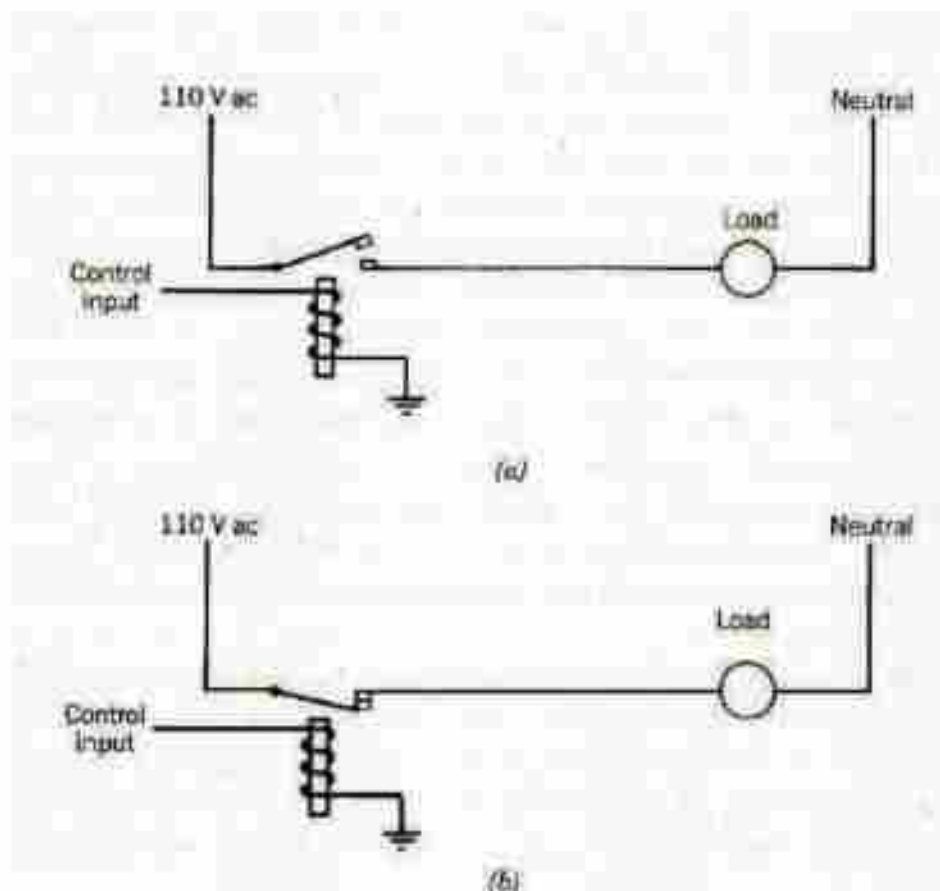 110 V ac
Neutral
Load
Control
input
(a)
110 V ac
Neutral
Load
Control
input
(b)